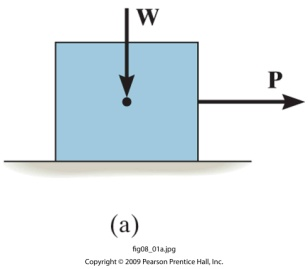 W
P
(a)
fig08_01a.jpg
Copyright © 2009 Pearson Prentice Hall, Inc.